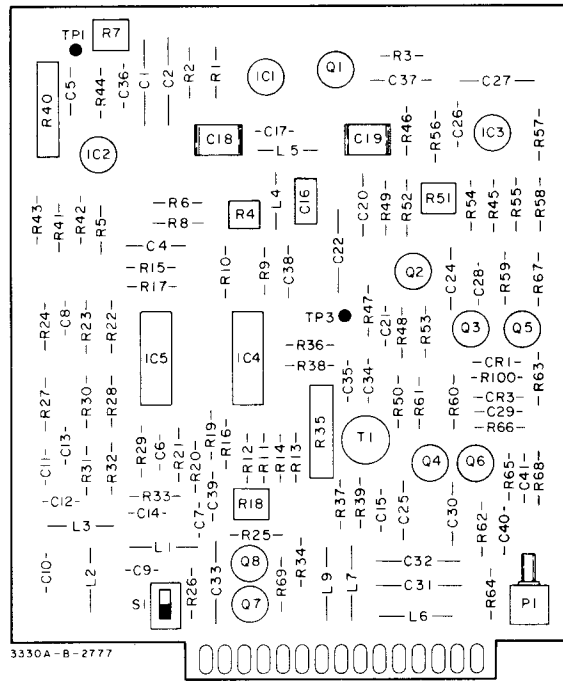 TP1 R7
R40 C5 R44 C36 C1 C2 R2 R1 IC1 Q1 R3 C37 C27
IC2 C18 C17 L5 C19 R46 R56 C26 IC3 R57
R43 R41 R42 R5 R6 R8 R4 L4 C16 C20 R49 R52 R51 R54 R45 R55 R58
C4 R15 R17 R10 R9 C38 C22 Q2 C24 C28 R59 R67
R24 C8 R23 R22 IC5 IC4 TP3 R47 C21 R48 R53 Q3 Q5
R36 R38 C35 C34 CR1 R100 CR3 C29 R66 R63
R27 R30 R28 R35 T1 R50 R61 R60
C11 C13 R31 R32 R29 C6 R21 R20 R19 R16 R12 R11 R14 R13 Q4 Q6 R65 C41 R68
C12 L3 R33 C14 C7 C39 R18 R37 R39 C15 C25 C30 R62 C40
C10 L2 L1 C9 R25 Q8 R34 C32
S1 R26 C33 Q7 R69 L9 L7 C31 L6 R64 P1
3330A-B-2777